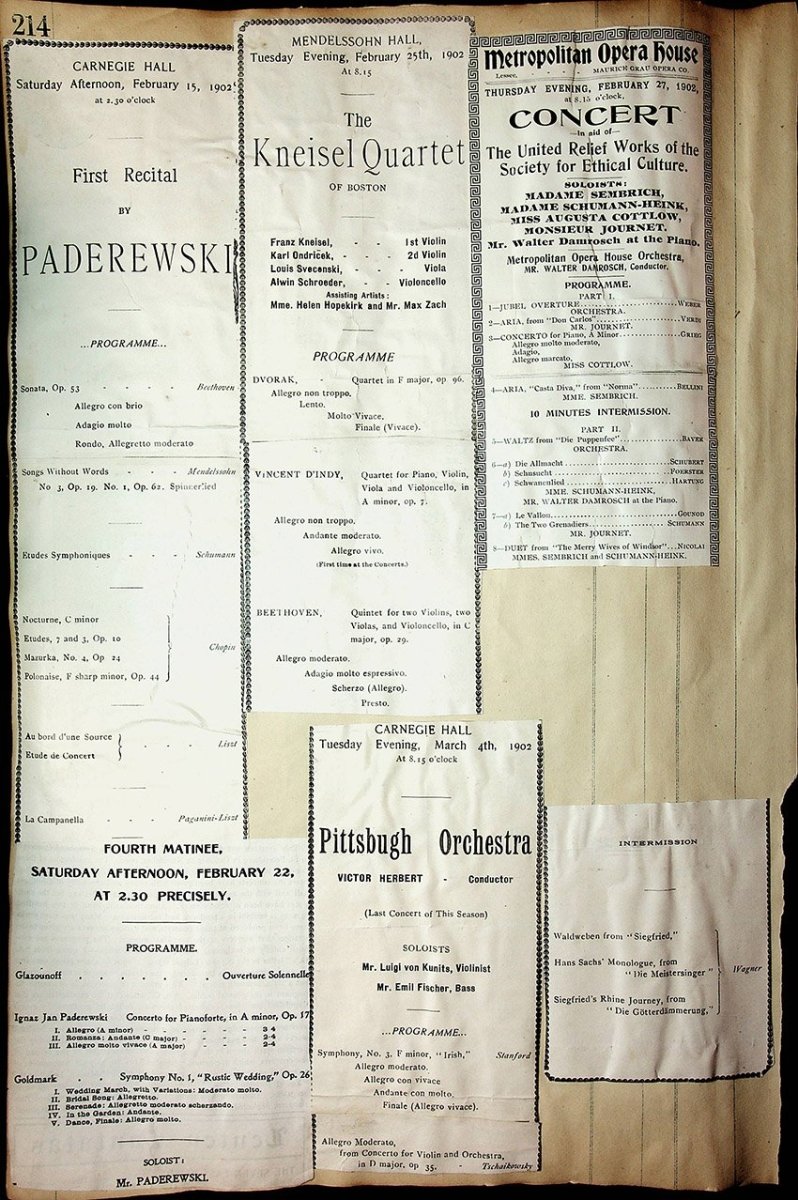 214
CARNEGIE HALL
Saturday Afternoon, February 15, 1902
at 2.30 o'clock
First Recital
BY
PADEREWSKI
...PROGRAMME...
Sonata, Op. 53 - - - - Beethoven
Allegro con brio
Adagio molto
Rondo, Allegretto moderato
Songs Without Words - - - Mendelssohn
No 3, Op. 19. No. 1, Op. 62. Spinnerlied
Etudes Symphoniques - - - Schumann
Nocturne, C minor
Etudes, 7 and 3, Op. 10
Mazurka, No. 4, Op 24
Polonaise, F sharp minor, Op. 44
Chopin
Au bord d'une Source
Etude de Concert
- - - Liszt
La Campanella - - - Paganini-Liszt
FOURTH MATINEE,
SATURDAY AFTERNOON, FEBRUARY 22,
AT 2.30 PRECISELY.
PROGRAMME.
Glazounoff . . . . . . . Ouverture Solennelle
Ignaz Jan Paderewski Concerto for Pianoforte, in A minor, Op. 17
I. Allegro (A minor) - - - - - - 3-4
II. Romanza: Andante (C major) - - - - 2-4
III. Allegro molto vivace (A major) - - - 2-4
Goldmark . . Symphony No. 1, "Rustic Wedding," Op. 26
I. Wedding March, with Variations: Moderato molto.
II. Bridal Song: Allegretto.
III. Serenade: Allegretto moderato scherzando.
IV. In the Garden: Andante.
V. Dance, Finale: Allegro molto.
SOLOIST:
Mr. PADEREWSKI.
MENDELSSOHN HALL,
Tuesday Evening, February 25th, 1902
At 8.15
The
Kneisel Quartet
OF BOSTON
Franz Kneisel, - - 1st Violin
Karl Ondricek, - - - 2d Violin
Louis Svecenski, - - Viola
Alwin Schroeder, - - Violoncello
Assisting Artists:
Mme. Helen Hopekirk and Mr. Max Zach
PROGRAMME
DVORAK, - Quartet in F major, op 96.
Allegro non troppo.
Lento.
Molto Vivace.
Finale (Vivace).
VINCENT D'INDY, Quartet for Piano, Violin,
Viola and Violoncello, in
A minor, op. 7.
Allegro non troppo.
Andante moderato.
Allegro vivo.
(First time at the Concerts.)
BEETHOVEN, Quintet for two Violins, two
Violas, and Violoncello, in C
major, op. 29.
Allegro moderato.
Adagio molto espressivo.
Scherzo (Allegro).
Presto.
Metropolitan Opera House
Lessee, - - - - MAURICE GRAU OPERA CO.
THURSDAY EVENING, FEBRUARY 27, 1902,
at 8.15 o'clock,
CONCERT
—in aid of—
The United Relief Works of the
Society for Ethical Culture.
SOLOISTS:
MADAME SEMBRICH,
MADAME SCHUMANN-HEINK,
MISS AUGUSTA COTTLOW,
MONSIEUR JOURNET.
Mr. Walter Damrosch at the Piano.
Metropolitan Opera House Orchestra,
MR. WALTER DAMROSCH, Conductor.
PROGRAMME.
PART I.
1—JUBEL OVERTURE....................WEBER
ORCHESTRA.
2—ARIA, from "Don Carlos"....................VERDI
MR. JOURNET.
3—CONCERTO for Piano, A Minor....................GRIEG
Allegro molto moderato,
Adagio,
Allegro marcato,
MISS COTTLOW.
4—ARIA, "Casta Diva," from "Norma"..........BELLINI
MME. SEMBRICH.
10 MINUTES INTERMISSION.
PART II.
5—WALTZ from "Die Puppenfee"....................BAYER
ORCHESTRA.
6—a) Die Allmacht....................SCHUBERT
b) Sehnsucht....................FOERSTER
c) Schwanenlied....................HARTUNG
MME. SCHUMANN-HEINK,
MR. WALTER DAMROSCH at the Piano.
7—a) Le Vallon....................GOUNOD
b) The Two Grenadiers....................SCHUMANN
MR. JOURNET.
8—DUET from "The Merry Wives of Windsor"...NICOLAI
MMES. SEMBRICH and SCHUMANN-HEINK.
CARNEGIE HALL
Tuesday Evening, March 4th, 1902
At 8.15 o'clock
Pittsbugh Orchestra
VICTOR HERBERT - Conductor
(Last Concert of This Season)
SOLOISTS
Mr. Luigi von Kunits, Violinist
Mr. Emil Fischer, Bass
...PROGRAMME...
Symphony, No. 3, F minor, "Irish," Stanford
Allegro moderato.
Allegro con vivace
Andante con molto.
Finale (Allegro vivace).
Allegro Moderato,
from Concerto for Violin and Orchestra,
in D major, op 35. - Tschaikowsky
INTERMISSION
Waldweben from "Siegfried,"
Hans Sachs' Monologue, from
"Die Meistersinger"
Siegfried's Rhine Journey, from
"Die Götterdämmerung,"
Wagner